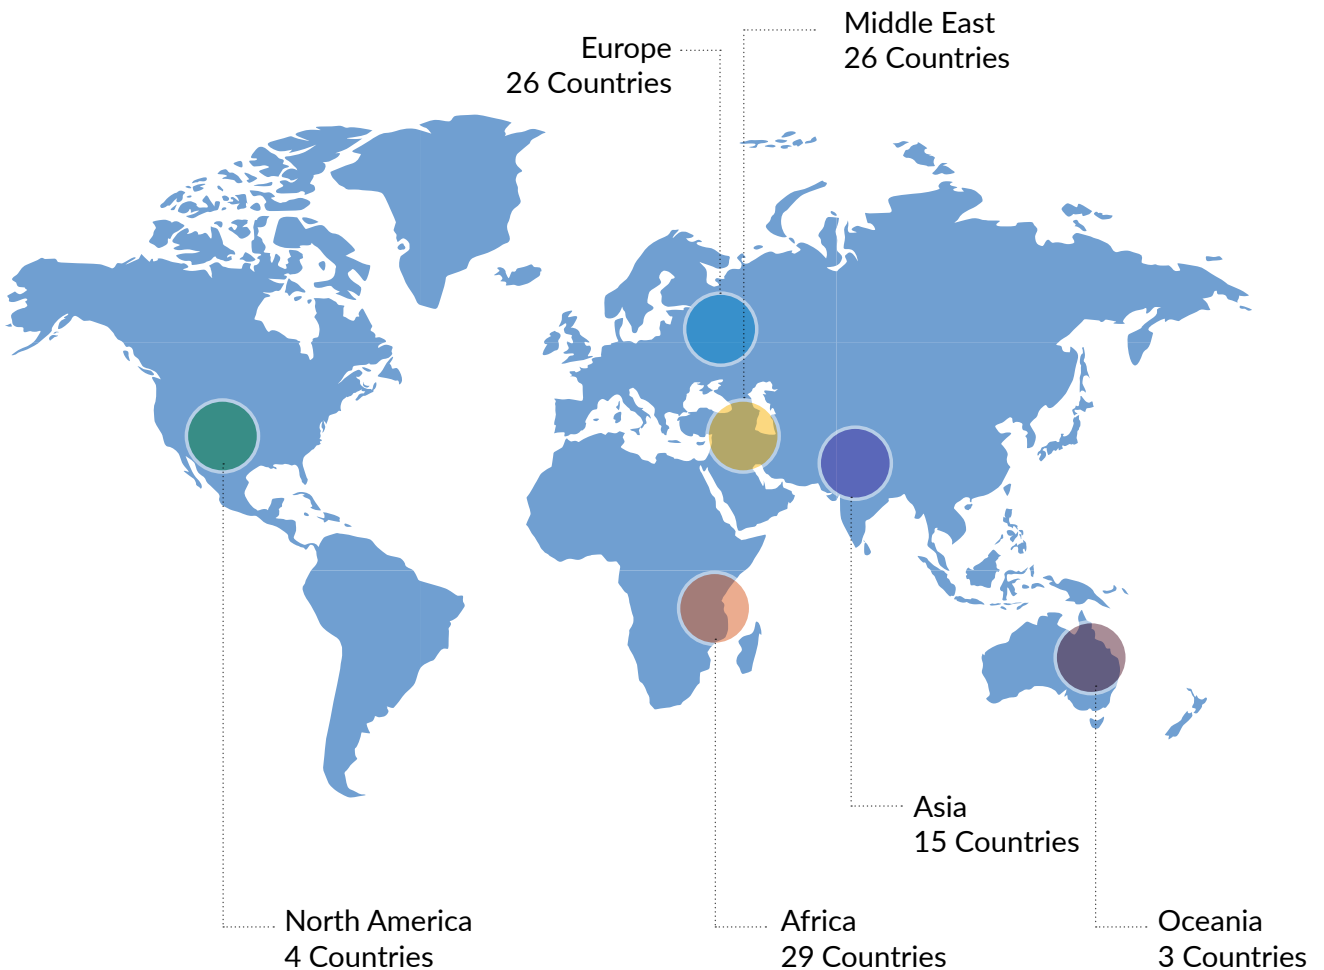 Middle East
26 Countries
Europe
26 Countries
Asia
15 Countries
North America
4 Countries
Africa
29 Countries
Oceania
3 Countries